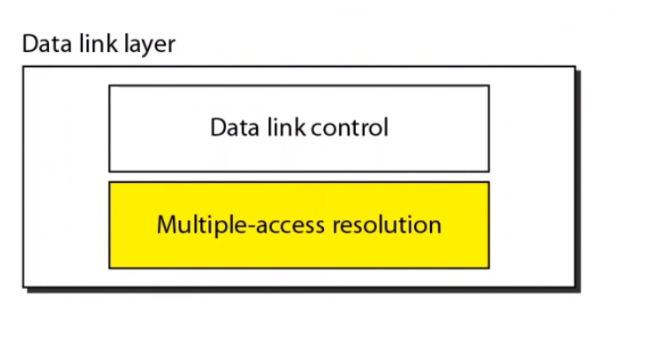 Data link layer
Data link control
Multiple-access resolution